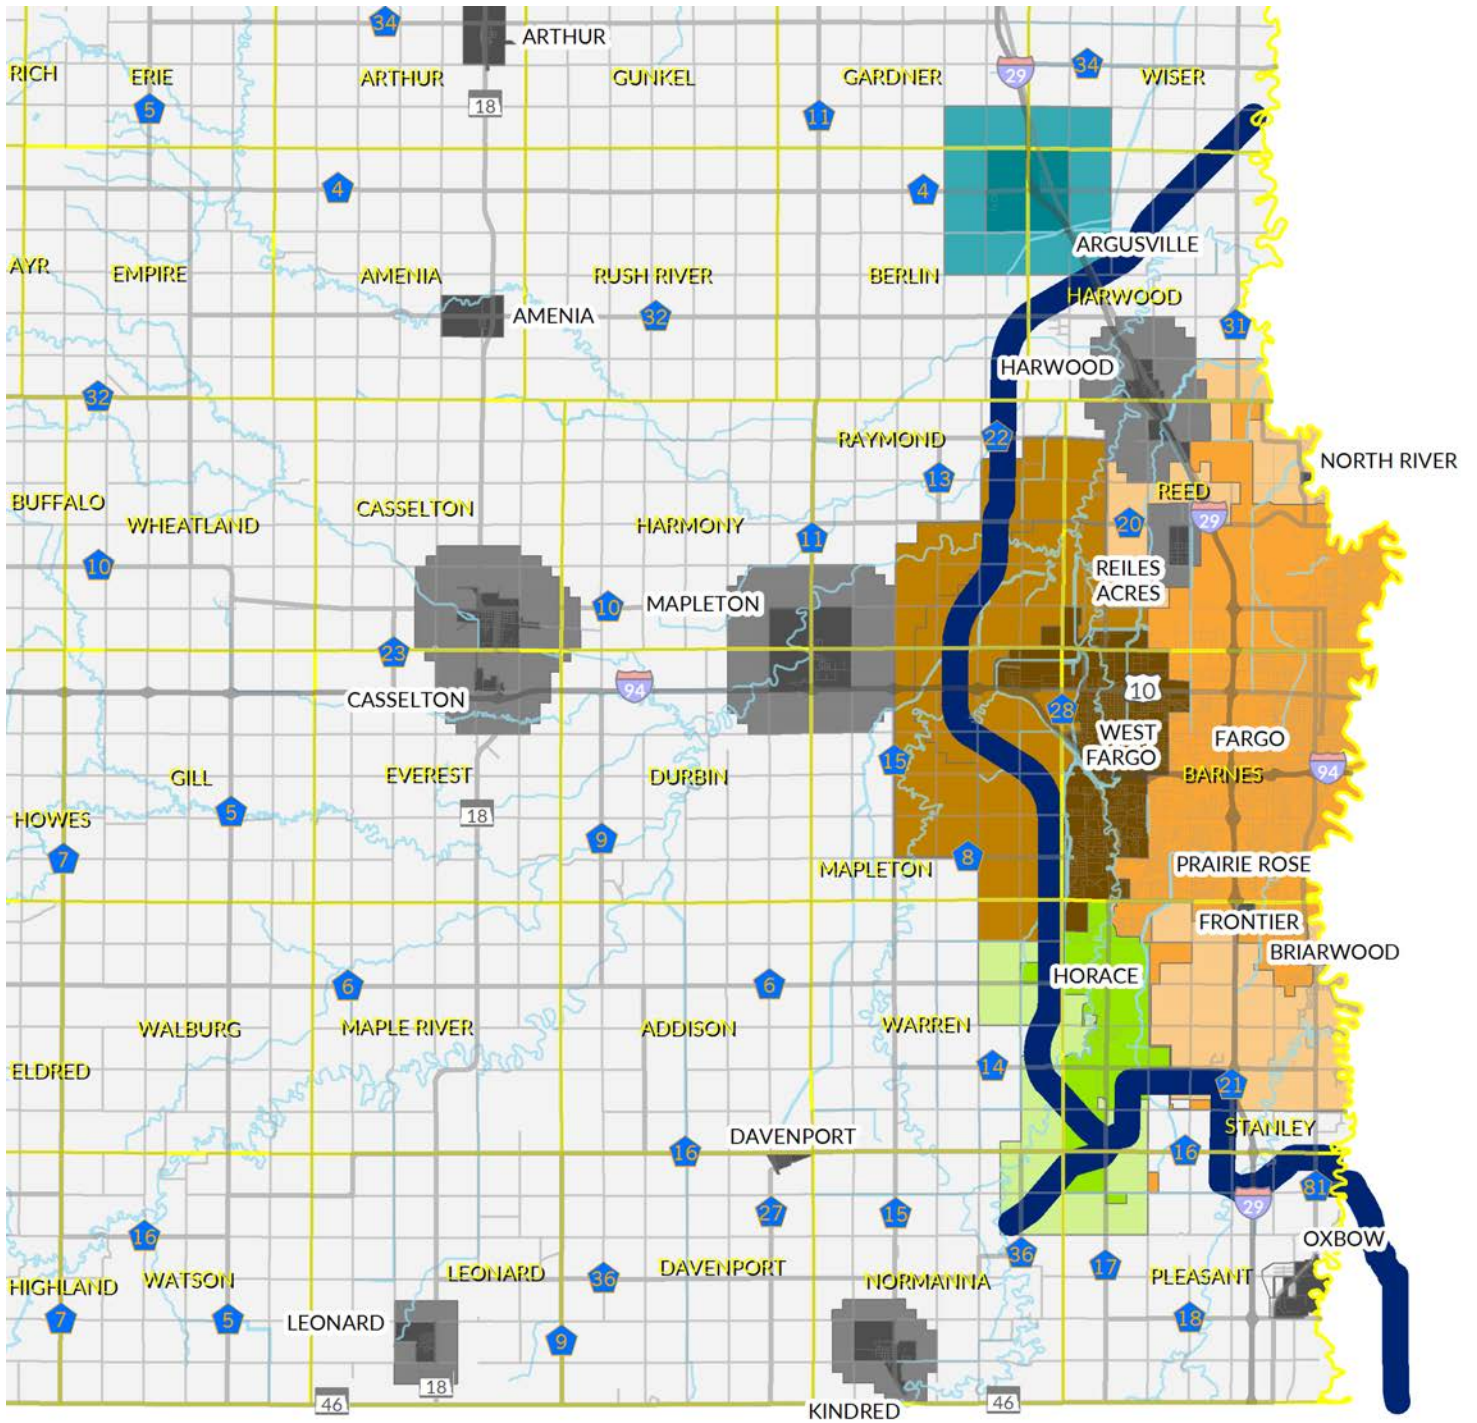 34
ARTHUR
RICH
ERIE
ARTHUR
GUNKEL
GARDNER
29
34
WISER
5
18
11
4
4
ARGUSVILLE
AYR
EMPIRE
AMENIA
RUSH RIVER
BERLIN
HARWOOD
AMENIA
32
31
HARWOOD
32
RAYMOND
22
NORTH RIVER
13
REED
BUFFALO
WHEATLAND
CASSELTON
HARMONY
11
20
29
10
REILES
ACRES
10
MAPLETON
23
94
CASSELTON
28
10
WEST
FARGO
FARGO
15
GILL
EVEREST
DURBIN
BARNES
94
HOWES
5
18
7
9
MAPLETON
8
PRAIRIE ROSE
FRONTIER
BRIARWOOD
HORACE
6
6
WALBURG
MAPLE RIVER
ADDISON
WARREN
ELDRED
14
21
DAVENPORT
STANLEY
16
16
81
27
15
29
16
OXBOW
36
HIGHLAND
WATSON
LEONARD
36
DAVENPORT
NORMANNA
17
PLEASANT
7
5
LEONARD
9
18
18
46
46
KINDRED